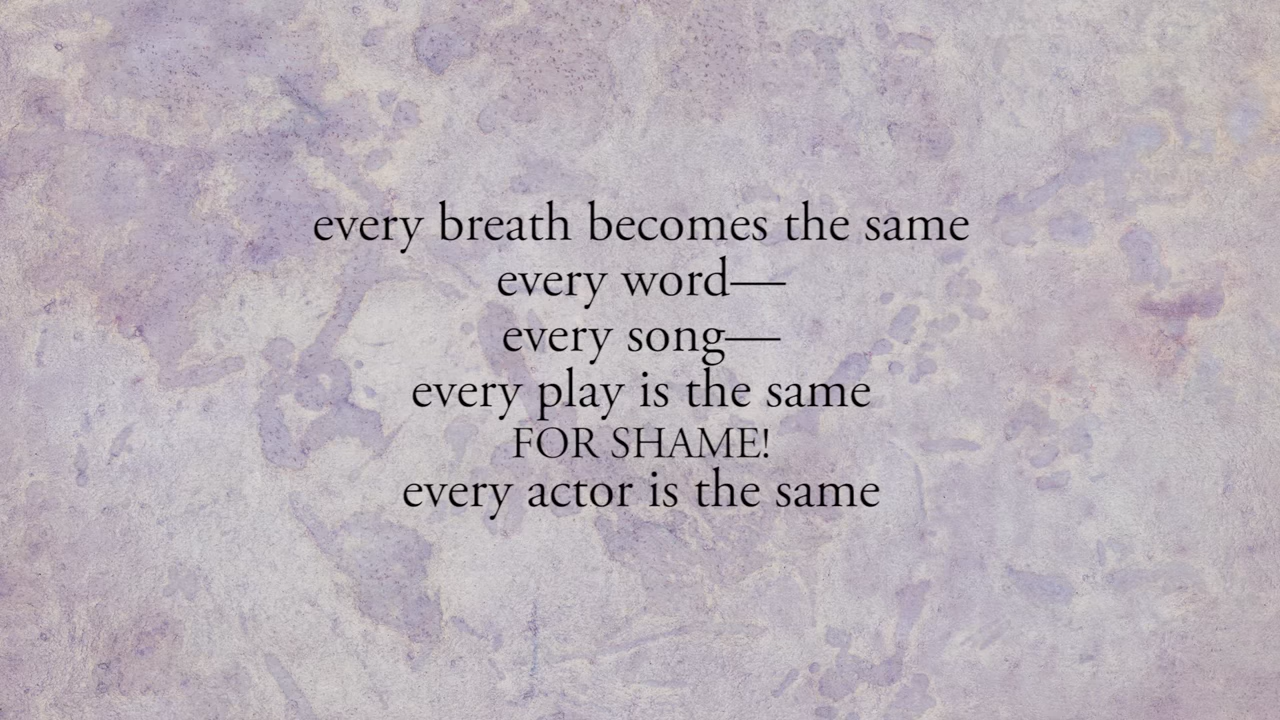 every breath becomes the same
every word—
every song—
every play is the same
FOR SHAME!
every actor is the same